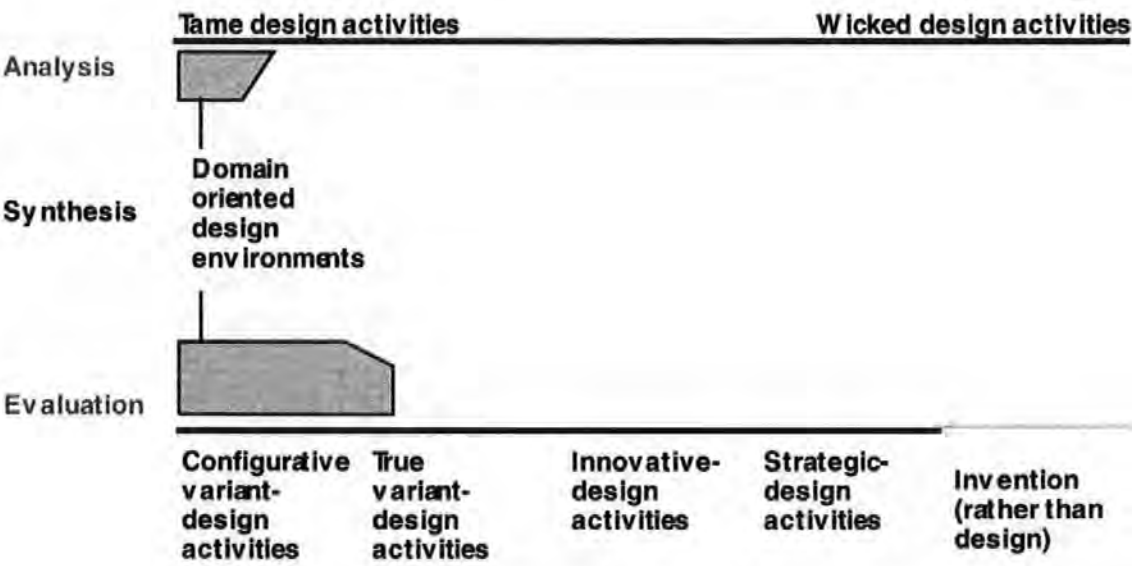 Tame design activities
Wicked design activities
Analysis
Domain
oriented
design
environments
Synthesis
Evaluation
Configurative
variant-
design
activities
True
variant-
design
activities
Innovative-
design
activities
Strategic-
design
activities
Invention
(rather than
design)